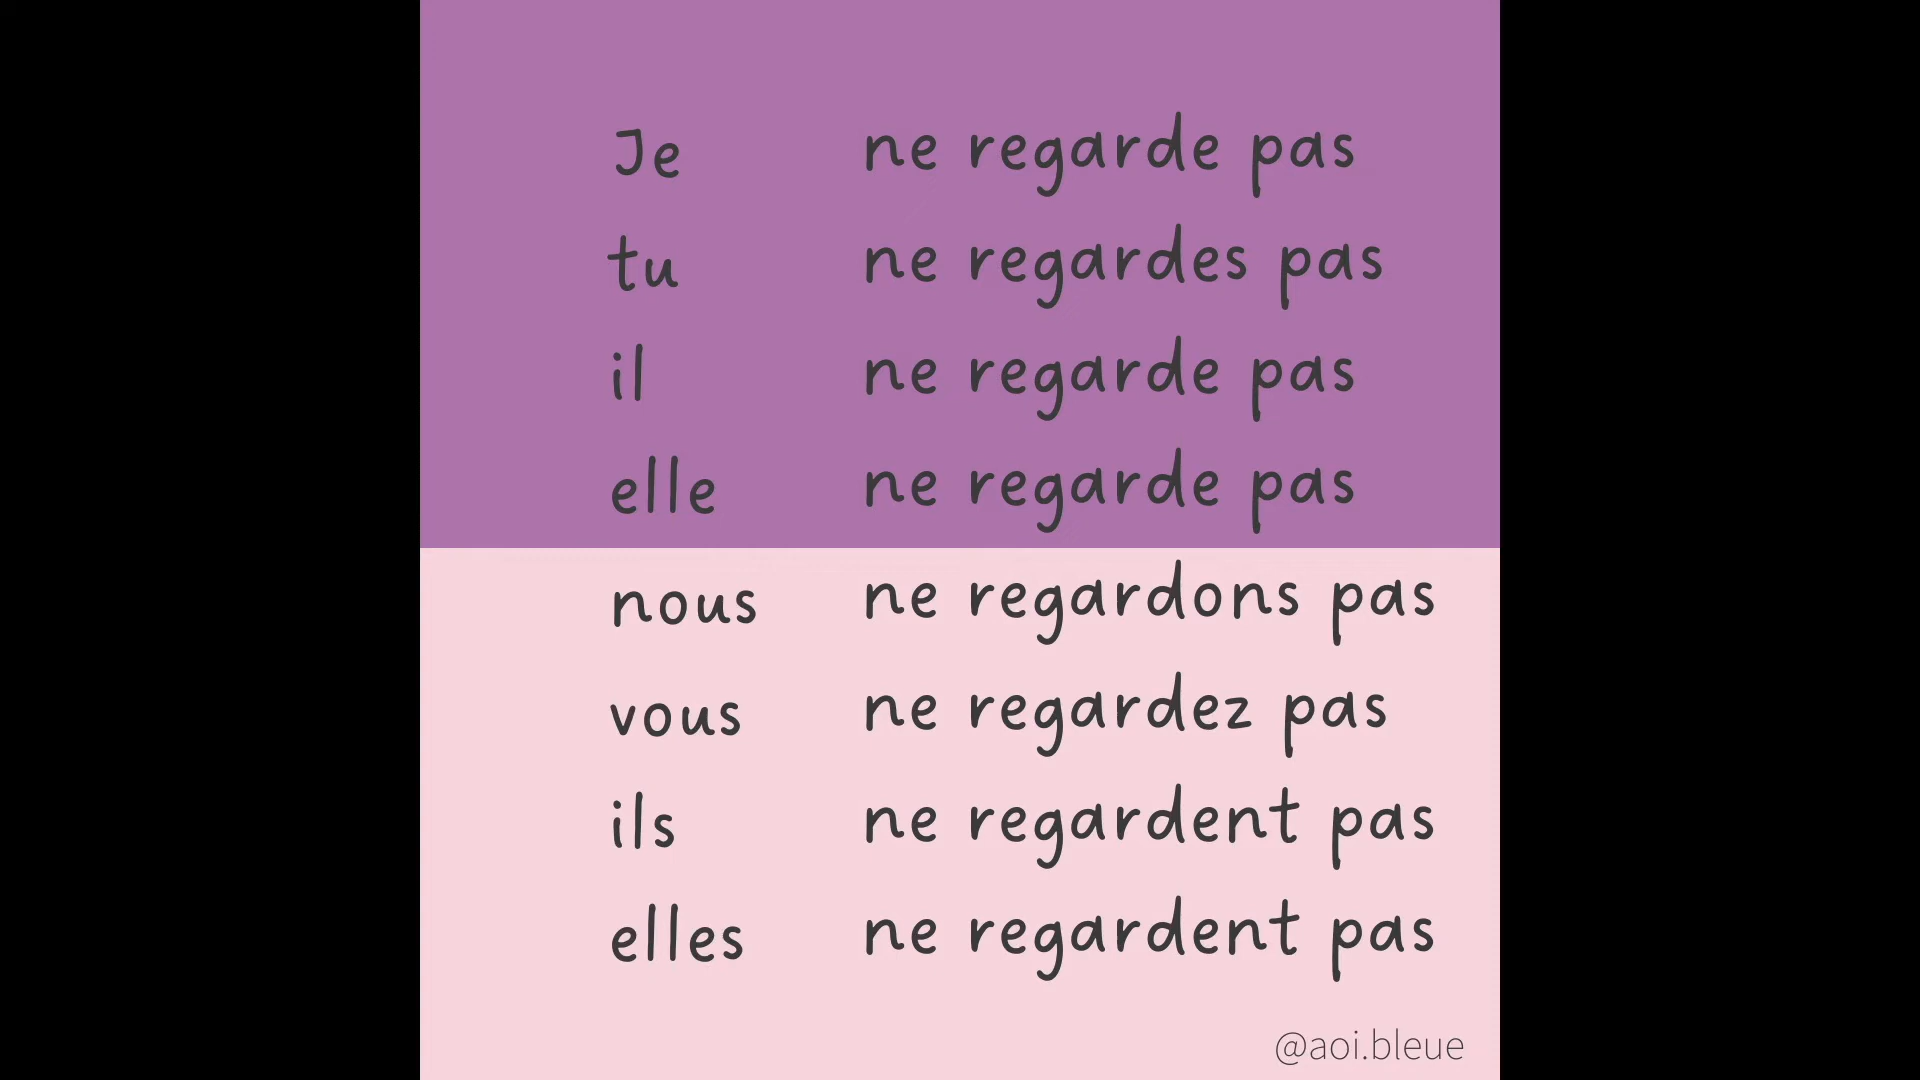 Je ne regarde pas
tu ne regardes pas
il ne regarde pas
elle ne regarde pas
nous ne regardons pas
vous ne regardez pas
ils ne regardent pas
elles ne regardent pas
@aoi.bleue